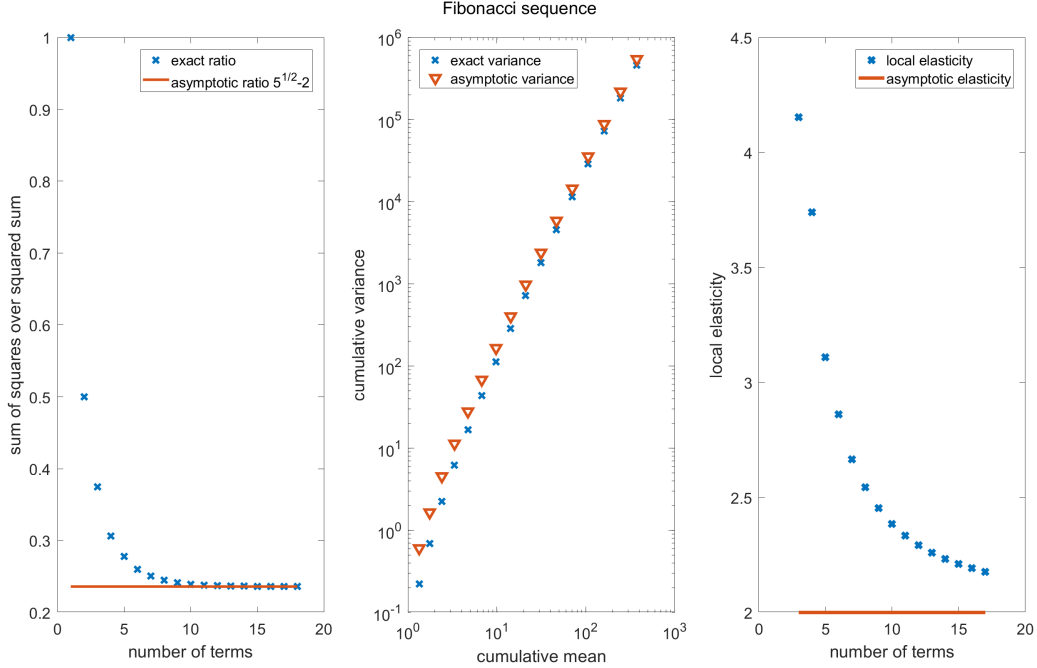 Fibonacci sequence
sum of squares over squared sum
1
0.9
0.8
0.7
0.6
0.5
0.4
0.3
0.2
0
5
10
15
20
number of terms
exact ratio
asymptotic ratio 5^{1/2}-2
cumulative variance
10^6
10^5
10^4
10^3
10^2
10^1
10^0
10^{-1}
10^0
10^1
10^2
10^3
cumulative mean
exact variance
asymptotic variance
local elasticity
4.5
4
3.5
3
2.5
2
0
5
10
15
20
number of terms
local elasticity
asymptotic elasticity